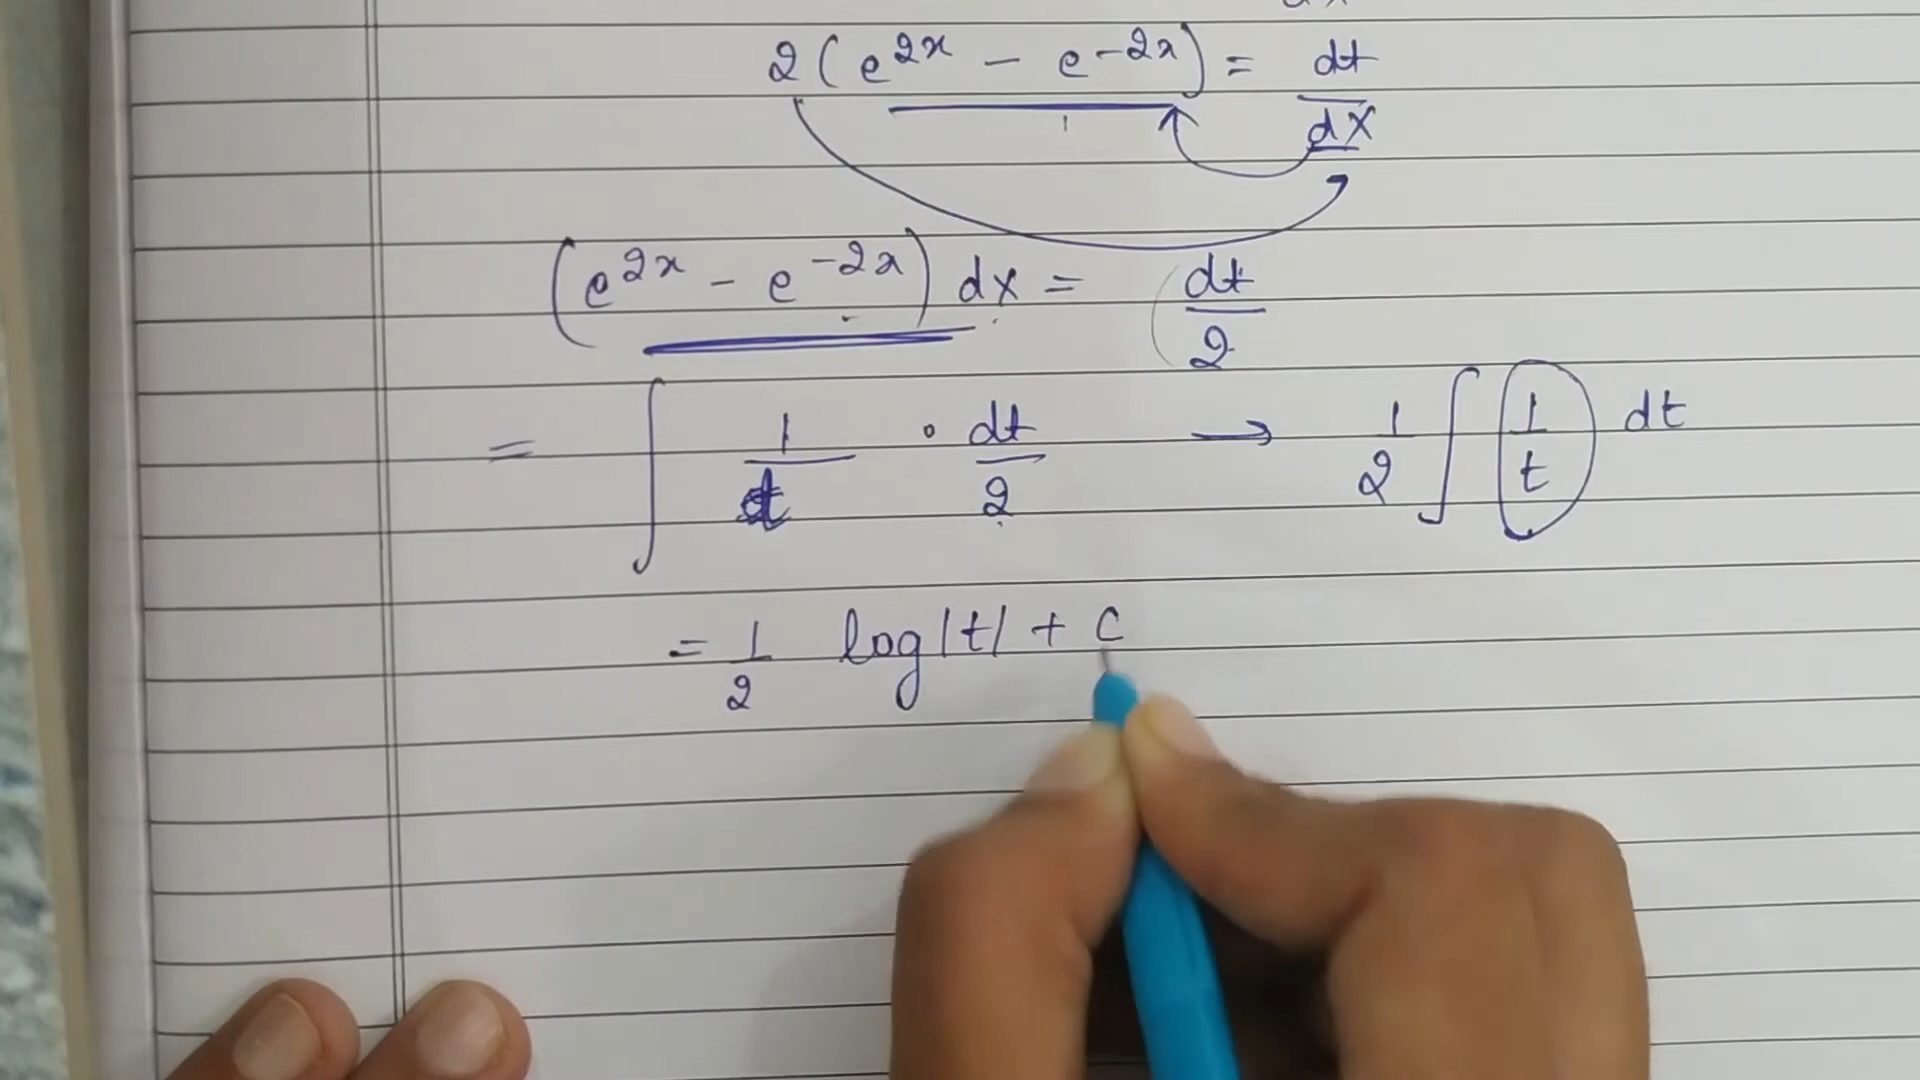 2(e^{2x} - e^{-2x}) = dt/dx
(e^{2x} - e^{-2x}) dx = dt/2
= ∫ 1/t · dt/2 → 1/2 ∫ 1/t dt
= 1/2 log|t| + c